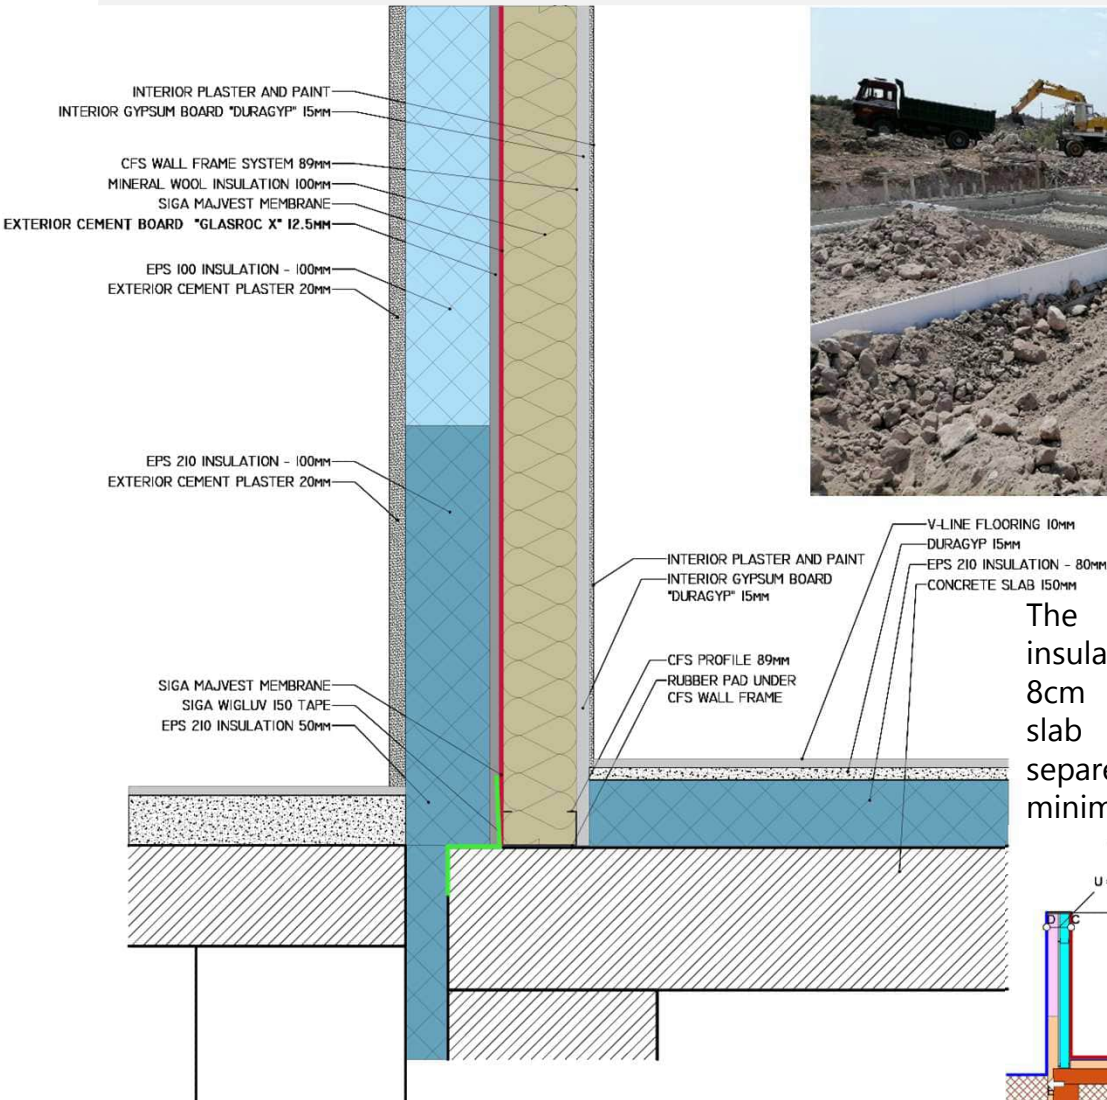 INTERIOR PLASTER AND PAINT
INTERIOR GYPSUM BOARD "DURAGYP" 15MM
CFS WALL FRAME SYSTEM 89MM
MINERAL WOOL INSULATION 100MM
SIGA MAJVEST MEMBRANE
EXTERIOR CEMENT BOARD "GLASROC X" 12.5MM
EPS 100 INSULATION - 100MM
EXTERIOR CEMENT PLASTER 20MM
EPS 210 INSULATION - 100MM
EXTERIOR CEMENT PLASTER 20MM
V-LINE FLOORING 10MM
DURAGYP 15MM
EPS 210 INSULATION - 80MM
CONCRETE SLAB 150MM
INTERIOR PLASTER AND PAINT
INTERIOR GYPSUM BOARD
"DURAGYP" 15MM
CFS PROFILE 89MM
RUBBER PAD UNDER
CFS WALL FRAME
SIGA MAJVEST MEMBRANE
SIGA WIGLUV 150 TAPE
EPS 210 INSULATION 50MM
The
insula
8cm
slab
separe
minim
U
D C